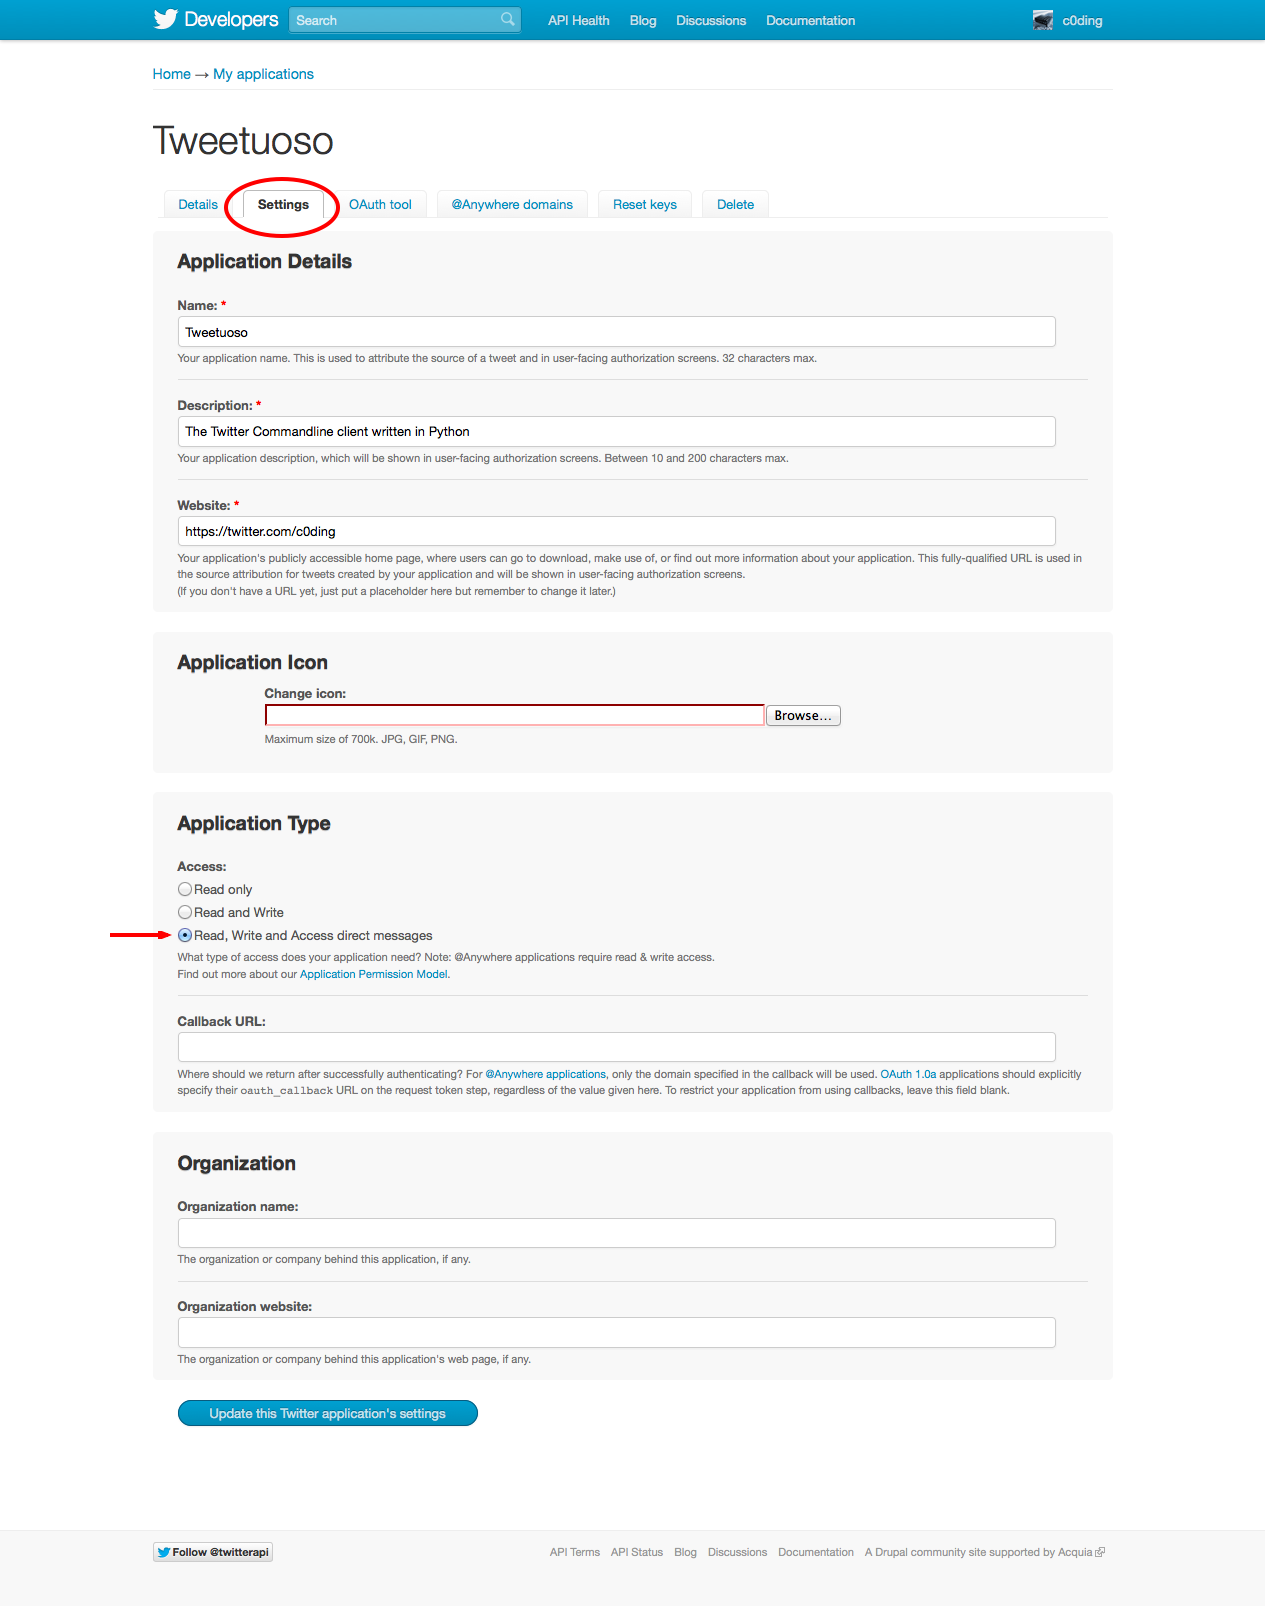 Developers Search API Health Blog Discussions Documentation c0ding
Home → My applications
Tweetuoso
Details Settings OAuth tool @Anywhere domains Reset keys Delete
Application Details
Name: *
Tweetuoso
Your application name. This is used to attribute the source of a tweet and in user-facing authorization screens. 32 characters max.
Description: *
The Twitter Commandline client written in Python
Your application description, which will be shown in user-facing authorization screens. Between 10 and 200 characters max.
Website: *
https://twitter.com/c0ding
Your application's publicly accessible home page, where users can go to download, make use of, or find out more information about your application. This fully-qualified URL is used in
the source attribution for tweets created by your application and will be shown in user-facing authorization screens.
(If you don't have a URL yet, just put a placeholder here but remember to change it later.)
Application Icon
Change icon:
Browse...
Maximum size of 700k. JPG, GIF, PNG.
Application Type
Access:
Read only
Read and Write
Read, Write and Access direct messages
What type of access does your application need? Note: @Anywhere applications require read & write access.
Find out more about our Application Permission Model.
Callback URL:
Where should we return after successfully authenticating? For @Anywhere applications, only the domain specified in the callback will be used. OAuth 1.0a applications should explicitly
specify their oauth_callback URL on the request token step, regardless of the value given here. To restrict your application from using callbacks, leave this field blank.
Organization
Organization name:
The organization or company behind this application, if any.
Organization website:
The organization or company behind this application's web page, if any.
Update this Twitter application's settings
Follow @twitterapi API Terms API Status Blog Discussions Documentation A Drupal community site supported by Acquia